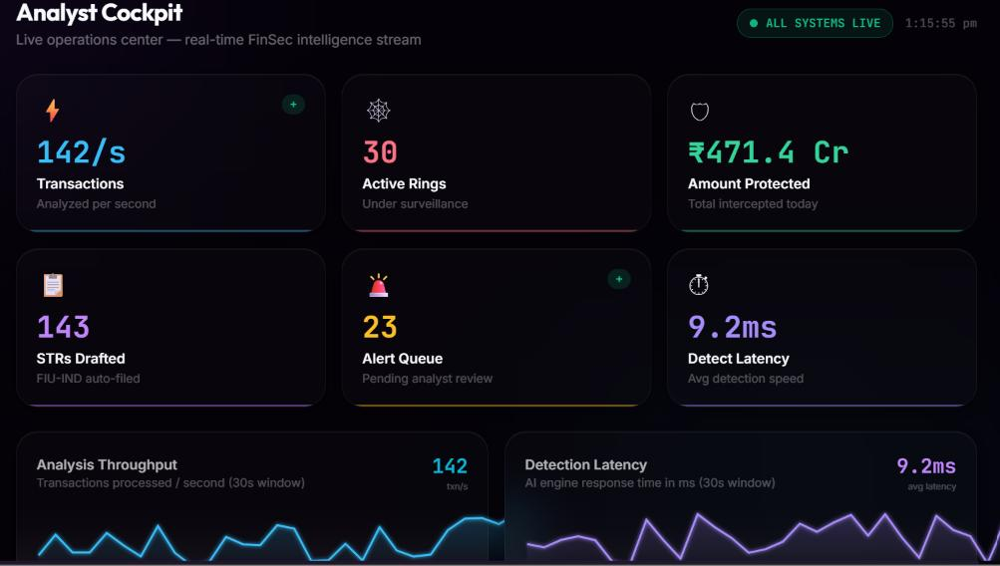 Analyst Cockpit
Live operations center — real-time FinSec intelligence stream
ALL SYSTEMS LIVE
1:15:55 pm
+
142/s
Transactions
Analyzed per second
30
Active Rings
Under surveillance
₹471.4 Cr
Amount Protected
Total intercepted today
143
STRs Drafted
FIU-IND auto-filed
+
23
Alert Queue
Pending analyst review
9.2ms
Detect Latency
Avg detection speed
Analysis Throughput
Transactions processed / second (30s window)
142
txn/s
Detection Latency
AI engine response time in ms (30s window)
9.2ms
avg latency